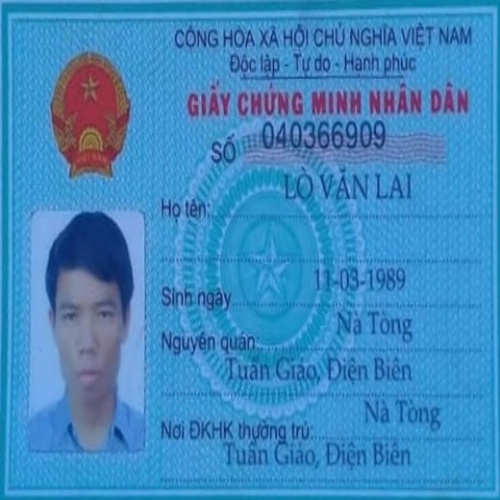 CỘNG HÒA XÃ HỘI CHỦ NGHĨA VIỆT NAM
Độc lập - Tự do - Hạnh phúc
GIẤY CHỨNG MINH NHÂN DÂN
SỐ 040366909
Họ tên: LÒ VĂN LAI
Sinh ngày 11-03-1989
Nguyên quán: Nà Tòng
Tuần Giáo, Điện Biên
Nơi ĐKHK thường trú: Nà Tòng
Tuần Giáo, Điện Biên
VIỆT NAM